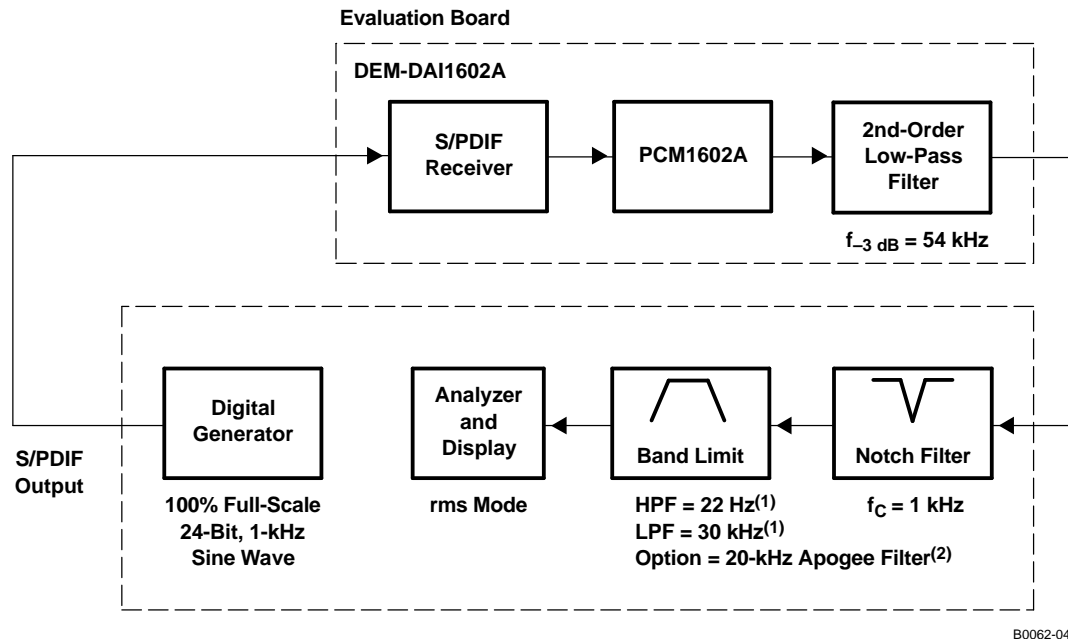 Evaluation Board
DEM-DAI1602A
S/PDIF
Receiver
PCM1602A
2nd-Order
Low-Pass
Filter
f–3 dB = 54 kHz
S/PDIF
Output
Digital
Generator
100% Full-Scale
24-Bit, 1-kHz
Sine Wave
Analyzer
and
Display
rms Mode
Band Limit
HPF = 22 Hz(1)
LPF = 30 kHz(1)
Option = 20-kHz Apogee Filter(2)
Notch Filter
fC = 1 kHz
B0062-04